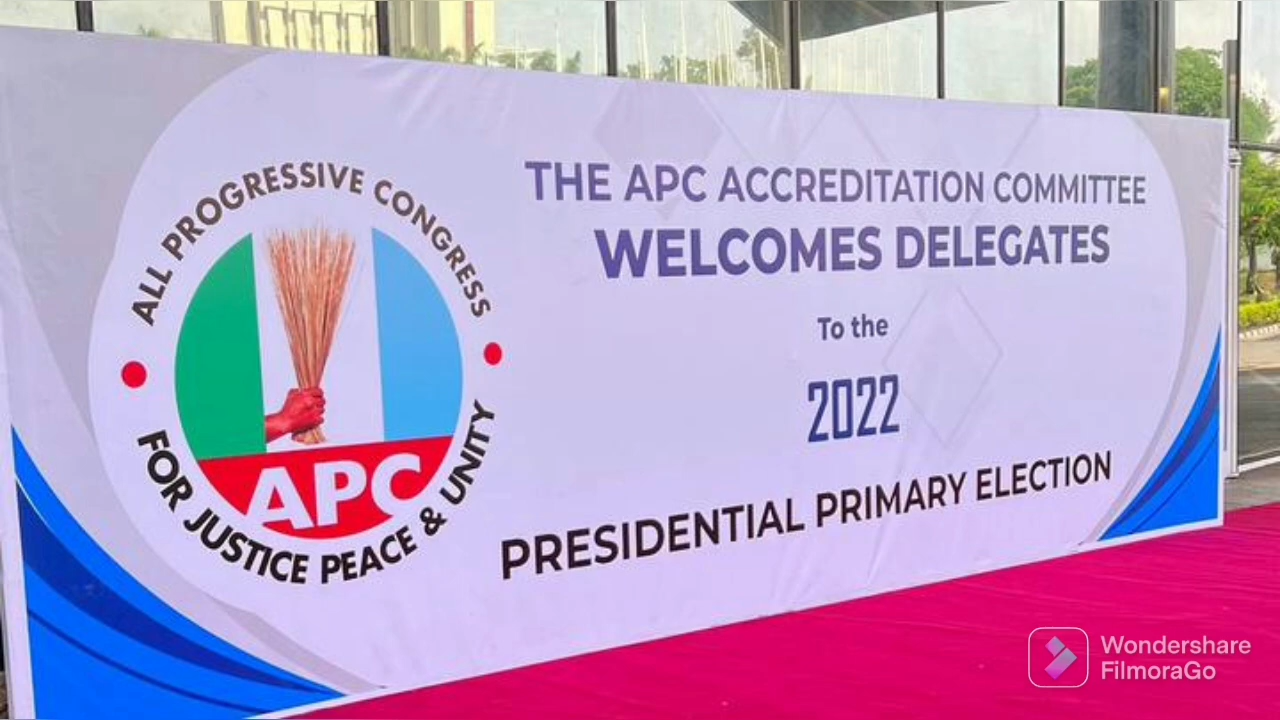 ALL PROGRESSIVE CONGRESS
APC
FOR JUSTICE PEACE & UNITY
THE APC ACCREDITATION COMMITTEE
WELCOMES DELEGATES
To the
2022
PRESIDENTIAL PRIMARY ELECTION
Wondershare
FilmoraGo